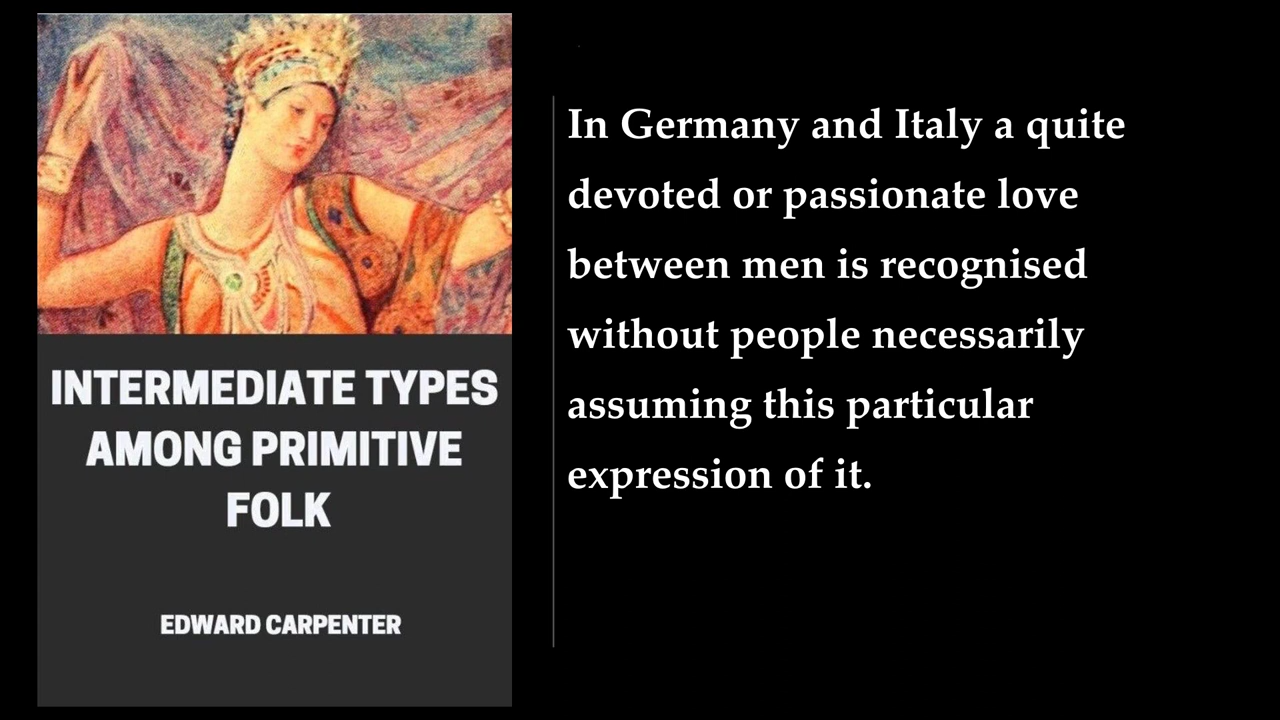 INTERMEDIATE TYPES
AMONG PRIMITIVE
FOLK
EDWARD CARPENTER
In Germany and Italy a quite
devoted or passionate love
between men is recognised
without people necessarily
assuming this particular
expression of it.